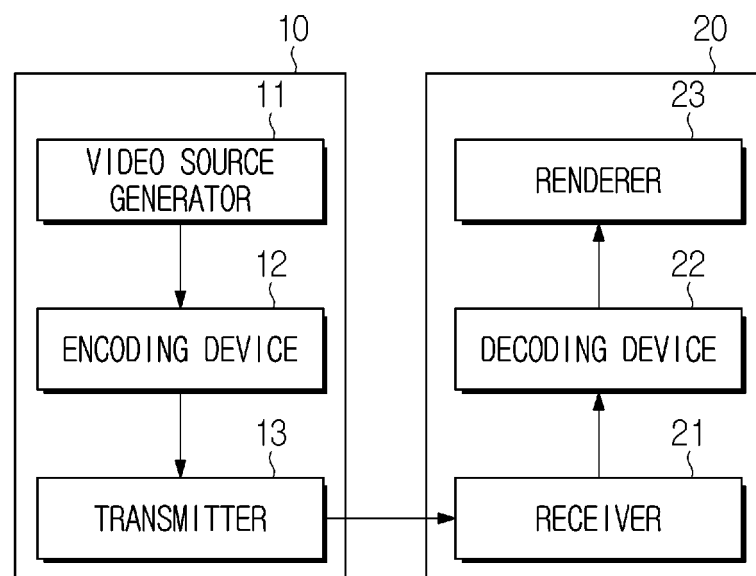 10
11
VIDEO SOURCE
GENERATOR
12
ENCODING DEVICE
13
TRANSMITTER
20
23
RENDERER
22
DECODING DEVICE
21
RECEIVER